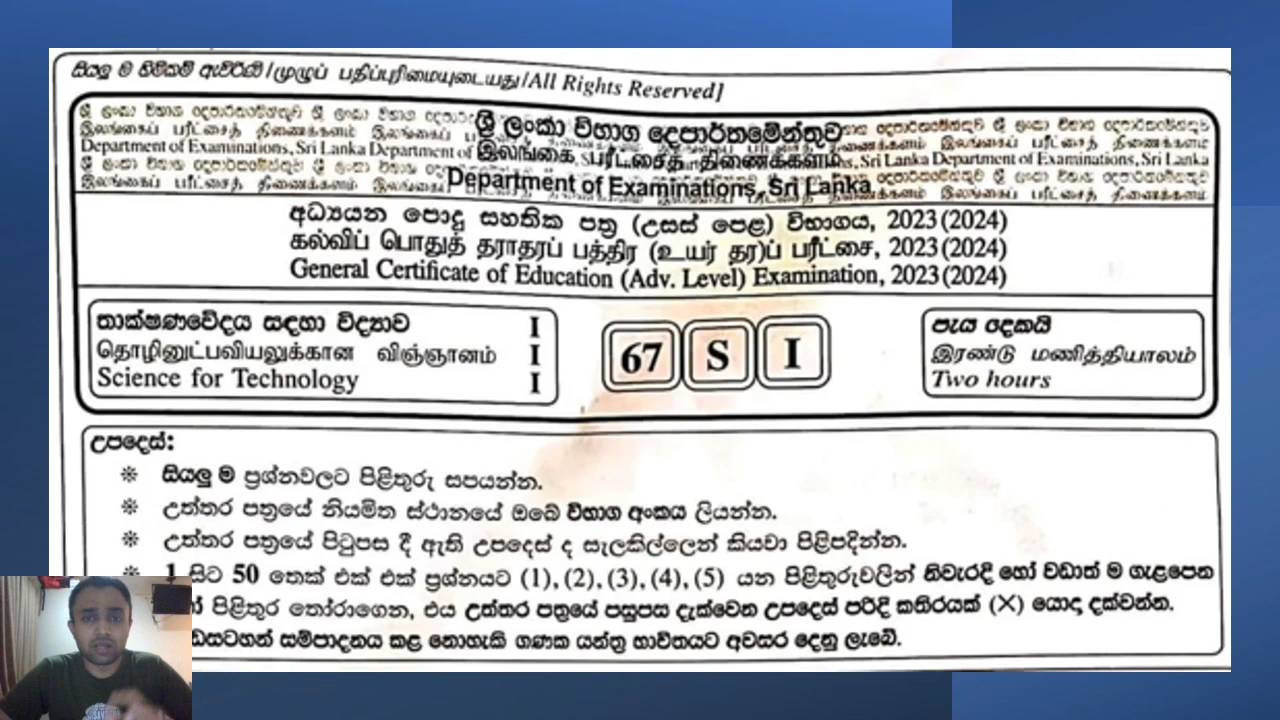 සියලු ම හිමිකම් ඇවිරිණි/முழுப் பதிப்புரிமையுடையது/All Rights Reserved]
ශ්‍රී ලංකා විභාග දෙපාර්තමේන්තුව
இலங்கைப் பரீட்சைத் திணைக்களம்
Department of Examinations, Sri Lanka
අධ්‍යයන පොදු සහතික පත්‍ර (උසස් පෙළ) විභාගය, 2023(2024)
கல்விப் பொதுத் தராதரப் பத்திர (உயர் தர)ப் பரீட்சை, 2023(2024)
General Certificate of Education (Adv. Level) Examination, 2023(2024)
තාක්ෂණවේදය සඳහා විද්‍යාව I
தொழினுட்பவியலுக்கான விஞ்ஞானம் I
Science for Technology I
67 S I
පැය දෙකයි
இரண்டு மணித்தியாலம்
Two hours
උපදෙස්:
※ සියලු ම ප්‍රශ්නවලට පිළිතුරු සපයන්න.
※ උත්තර පත්‍රයේ නියමිත ස්ථානයේ ඔබේ විභාග අංකය ලියන්න.
※ උත්තර පත්‍රයේ පිටුපස දී ඇති උපදෙස් ද සැලකිල්ලෙන් කියවා පිළිපදින්න.
※ 1 සිට 50 තෙක් එක් එක් ප්‍රශ්නයට (1), (2), (3), (4), (5) යන පිළිතුරුවලින් නිවැරදි හෝ වඩාත් ම ගැළපෙන
පිළිතුර තෝරාගෙන, එය උත්තර පත්‍රයේ පසුපස දැක්වෙන උපදෙස් පරිදි කතිරයක් (X) යොදා දක්වන්න.
සම්පාදනය කළ නොහැකි ගණක යන්ත්‍ර භාවිතයට අවසර දෙනු ලැබේ.